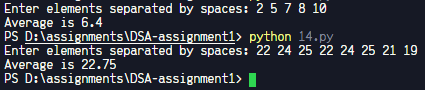 Enter elements separated by spaces: 2 5 7 8 10
Average is 6.4
PS D:\assignments\DSA-assignment1> python 14.py
Enter elements separated by spaces: 22 24 25 22 24 25 21 19
Average is 22.75
PS D:\assignments\DSA-assignment1>